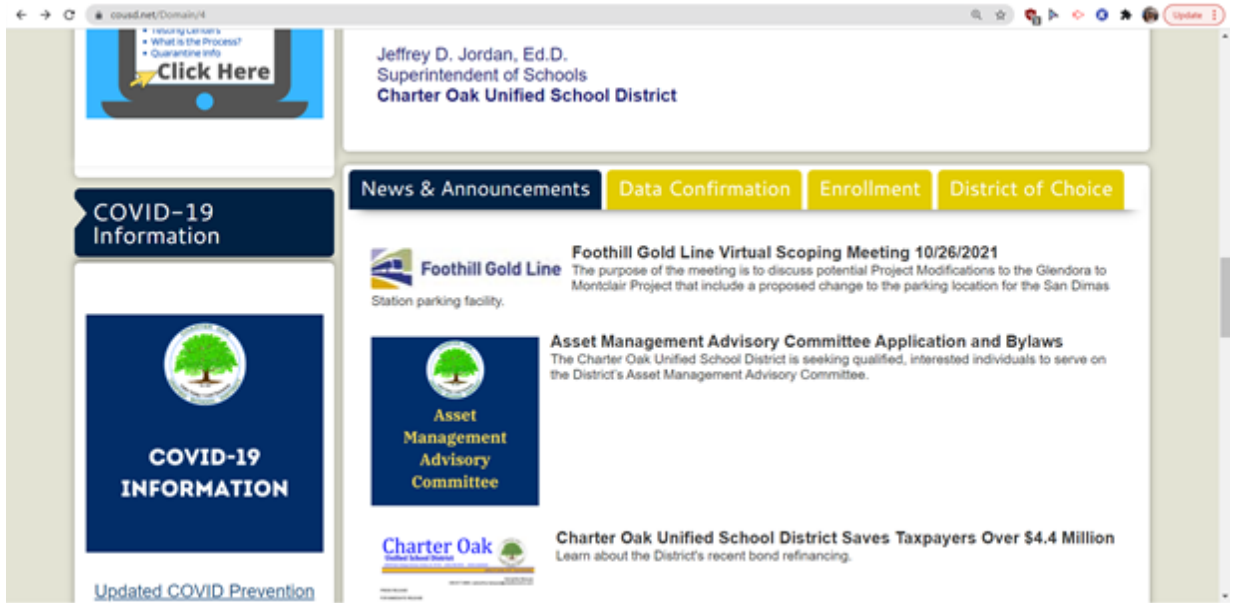 cousd.net/Domain/4
Update
• Testing Centers
• What is the Process?
• Quarantine Info
Click Here
COVID-19
Information
COVID-19
INFORMATION
Updated COVID Prevention
Jeffrey D. Jordan, Ed.D.
Superintendent of Schools
Charter Oak Unified School District
News & Announcements
Data Confirmation
Enrollment
District of Choice
Foothill Gold Line
Foothill Gold Line Virtual Scoping Meeting 10/26/2021
The purpose of the meeting is to discuss potential Project Modifications to the Glendora to
Montclair Project that include a proposed change to the parking location for the San Dimas
Station parking facility.
Asset
Management
Advisory
Committee
Asset Management Advisory Committee Application and Bylaws
The Charter Oak Unified School District is seeking qualified, interested individuals to serve on
the District's Asset Management Advisory Committee.
Charter Oak
Unified School District
Charter Oak Unified School District Saves Taxpayers Over $4.4 Million
Learn about the District's recent bond refinancing.